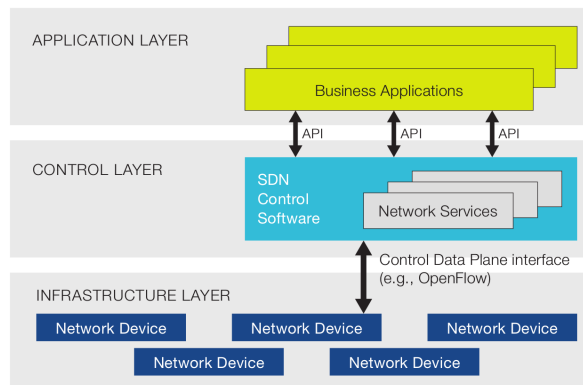 APPLICATION LAYER
Business Applications
API
API
API
CONTROL LAYER
SDN
Control
Software
Network Services
Control Data Plane interface
(e.g., OpenFlow)
INFRASTRUCTURE LAYER
Network Device
Network Device
Network Device
Network Device
Network Device